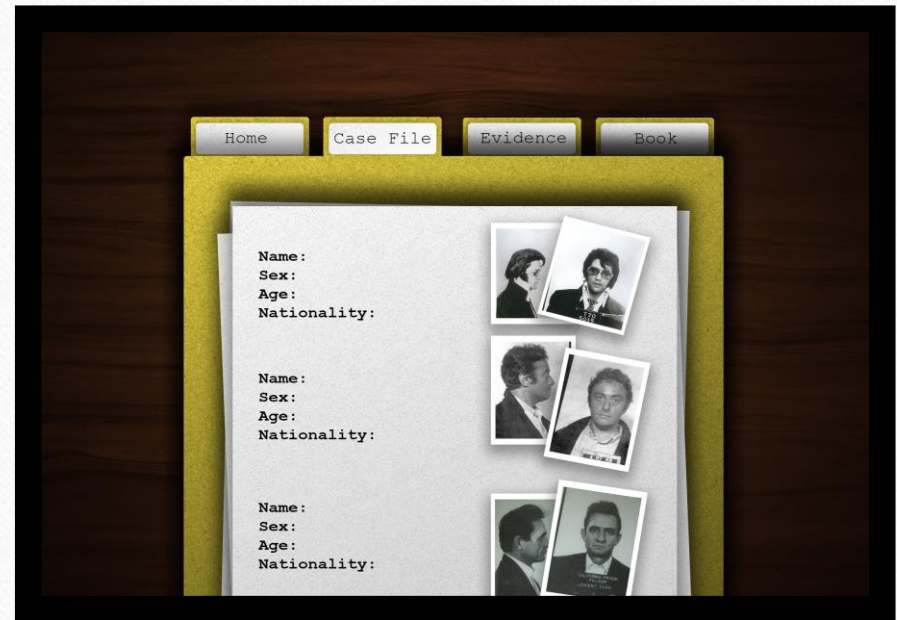 Home
Case File
Evidence
Book
Name:
Sex:
Age:
Nationality:
Name:
Sex:
Age:
Nationality:
Name:
Sex:
Age:
Nationality: